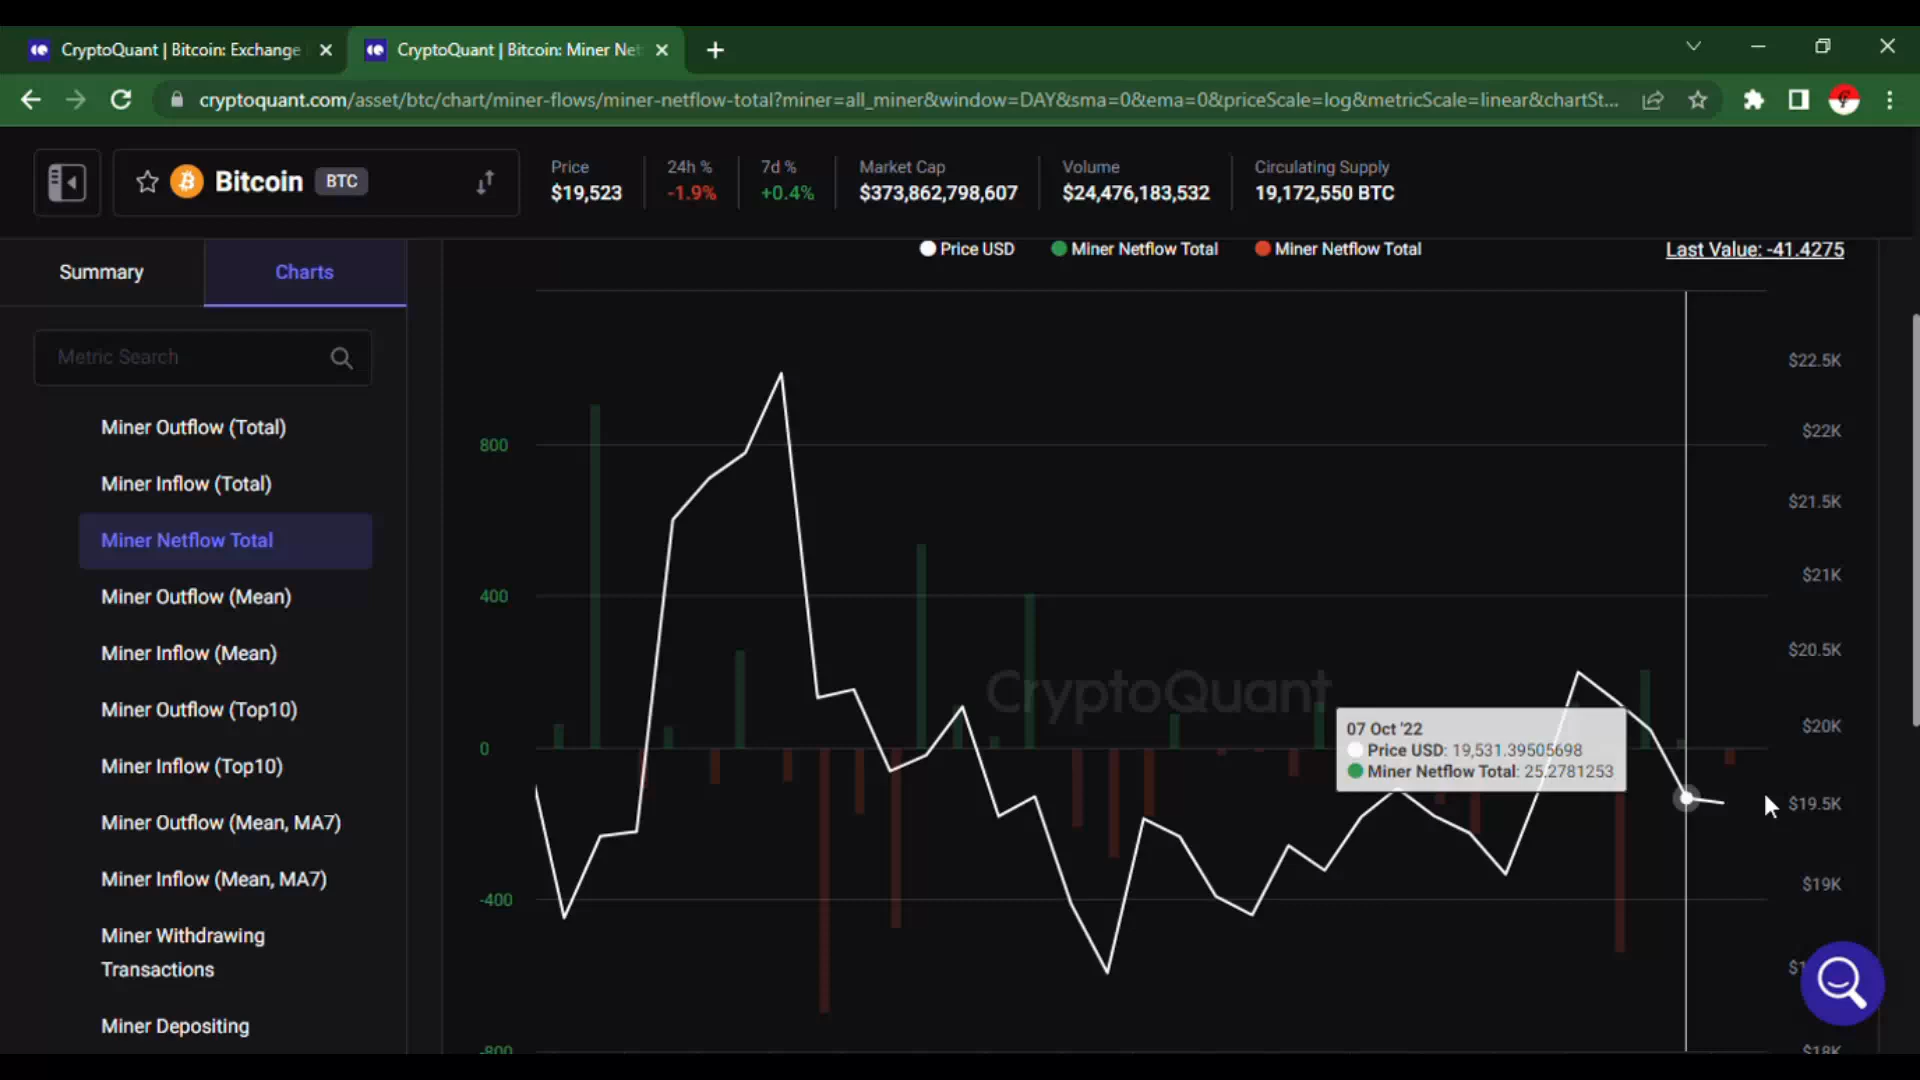 CryptoQuant | Bitcoin: Exchange
CryptoQuant | Bitcoin: Miner Net
cryptoquant.com/asset/btc/chart/miner-flows/miner-netflow-total?miner=all_miner&window=DAY&sma=0&ema=0&priceScale=log&metricScale=linear&chartSt...
Bitcoin BTC
Price
$19,523
24h %
-1.9%
7d %
+0.4%
Market Cap
$373,862,798,607
Volume
$24,476,183,532
Circulating Supply
19,172,550 BTC
Summary
Charts
Metric Search
Miner Outflow (Total)
Miner Inflow (Total)
Miner Netflow Total
Miner Outflow (Mean)
Miner Inflow (Mean)
Miner Outflow (Top10)
Miner Inflow (Top10)
Miner Outflow (Mean, MA7)
Miner Inflow (Mean, MA7)
Miner Withdrawing
Transactions
Miner Depositing
Price USD
Miner Netflow Total
Miner Netflow Total
Last Value: -41.4275
800
400
0
-400
-800
CryptoQuant
07 Oct '22
Price USD: 19,531.39505698
Miner Netflow Total: 25.2781253
$22.5K
$22K
$21.5K
$21K
$20.5K
$20K
$19.5K
$19K
$18K